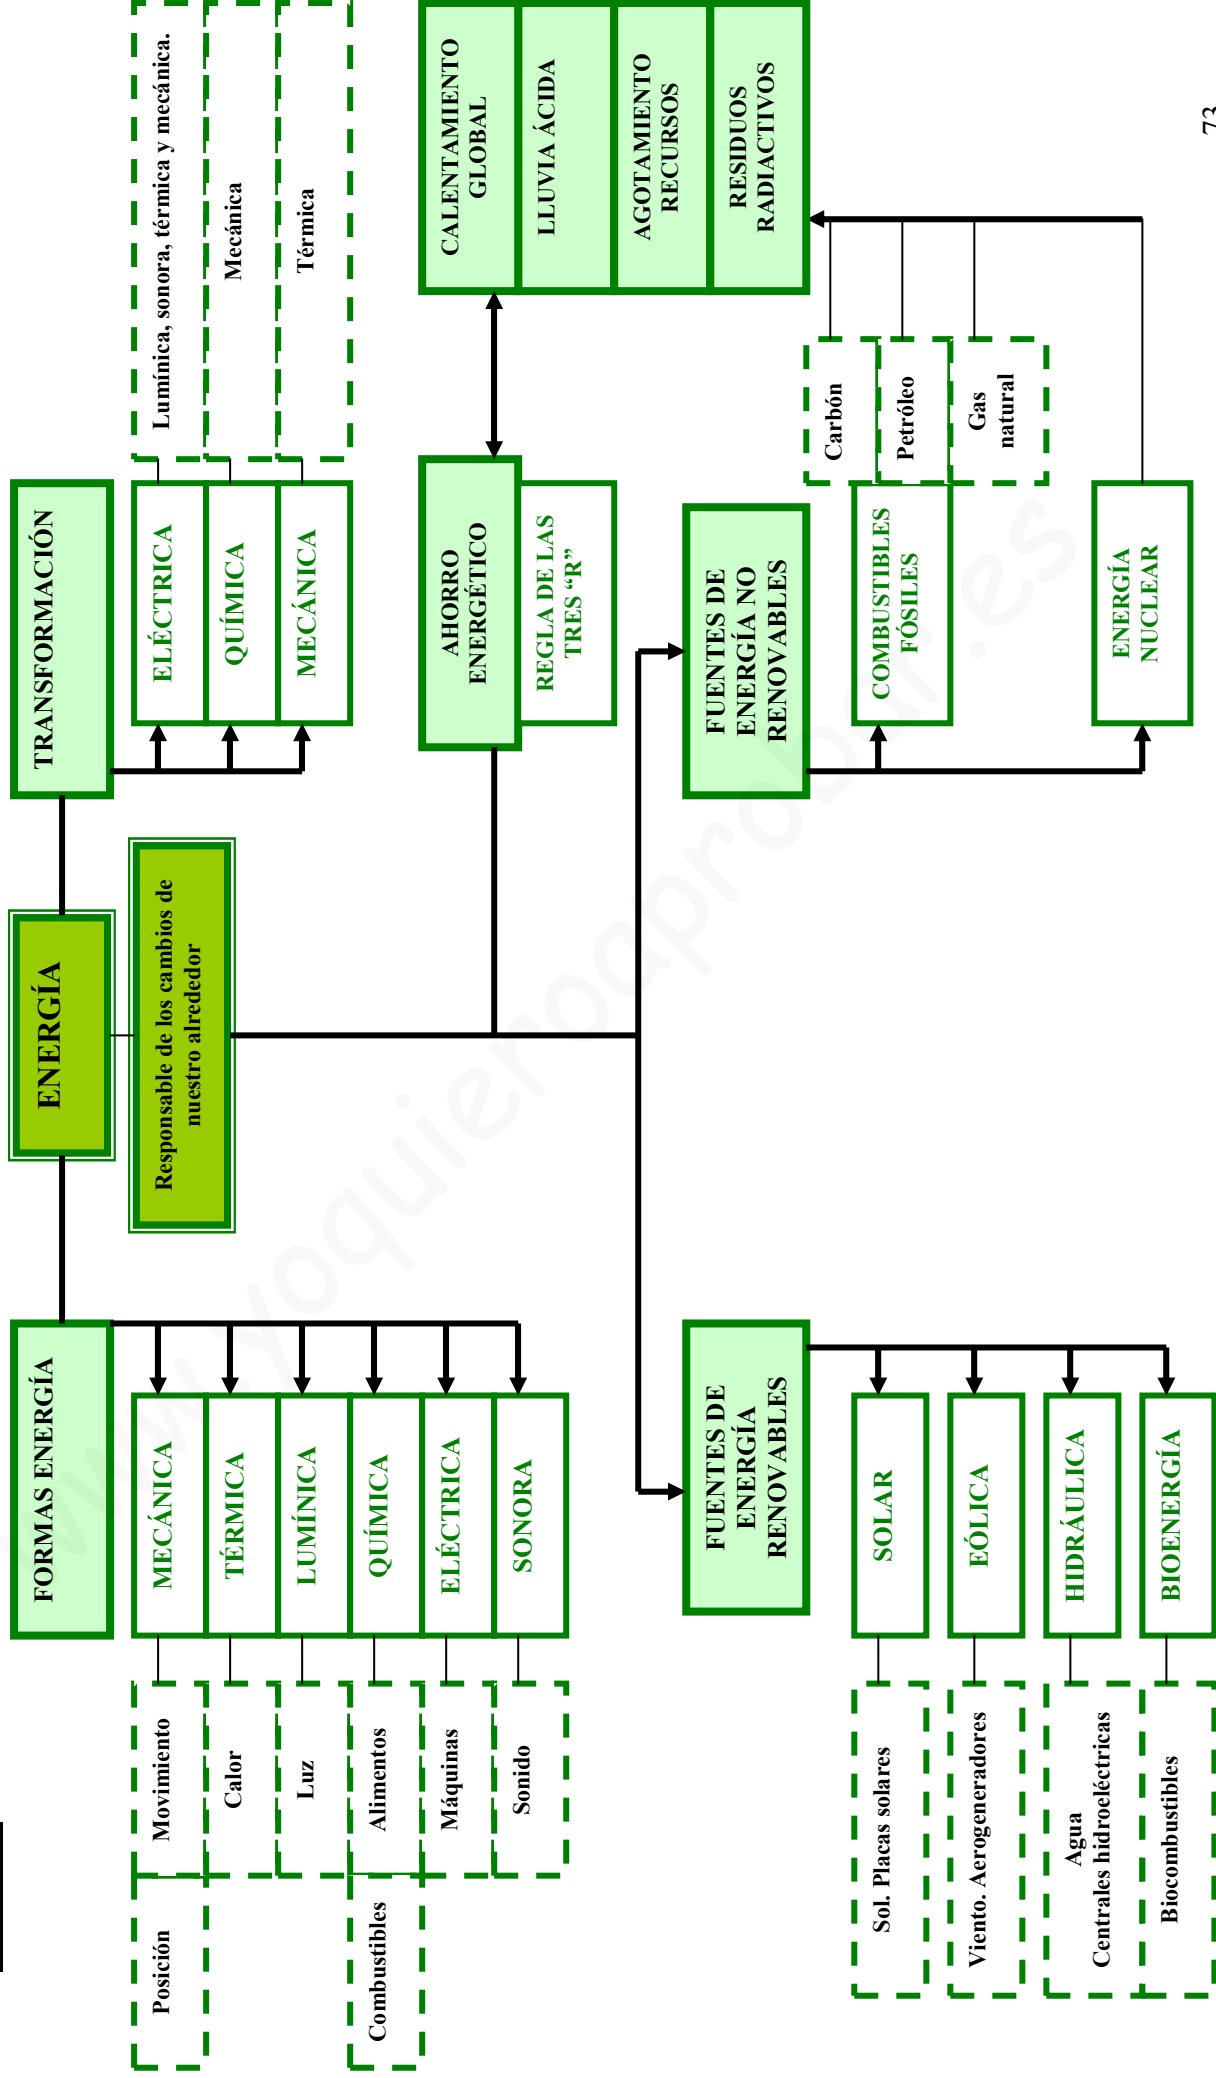 ENERGÍA
Responsable de los cambios de
nuestro alrededor
FORMAS ENERGÍA
MECÁNICA
Movimiento
Posición
TÉRMICA
Calor
LUMÍNICA
Luz
QUÍMICA
Alimentos
Combustibles
ELÉCTRICA
Máquinas
SONORA
Sonido
TRANSFORMACIÓN
ELÉCTRICA
Lumínica, sonora, térmica y mecánica.
QUÍMICA
Mecánica
MECÁNICA
Térmica
AHORRO
ENERGÉTICO
REGLA DE LAS
TRES “R”
CALENTAMIENTO
GLOBAL
LLUVIA ÁCIDA
AGOTAMIENTO
RECURSOS
RESIDUOS
RADIACTIVOS
FUENTES DE
ENERGÍA
RENOVABLES
SOLAR
Sol. Placas solares
EÓLICA
Viento. Aerogeneradores
HIDRÁULICA
Agua
Centrales hidroeléctricas
BIOENERGÍA
Biocombustibles
FUENTES DE
ENERGÍA NO
RENOVABLES
COMBUSTIBLES
FÓSILES
Carbón
Petróleo
Gas
natural
ENERGÍA
NUCLEAR
www.yoquieroaprobar.es
73